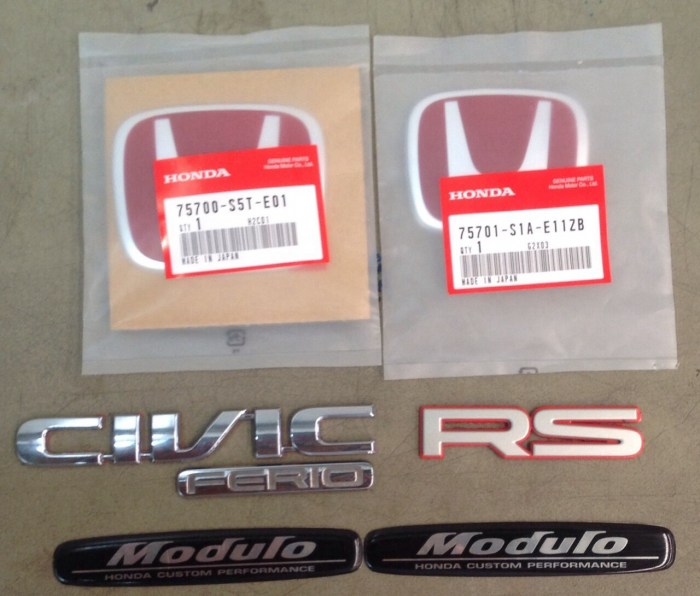 HONDA
GENUINE PARTS
Honda Motor Co., Ltd.
75700-S5T-E01
QTY 1 H2C01
MADE IN JAPAN
HONDA
GENUINE PARTS
Honda Motor Co., Ltd.
75701-S1A-E11ZB
QTY 1 G2X03
MADE IN JAPAN
CIVIC
FERIO
RS
Modulo
HONDA CUSTOM PERFORMANCE
Modulo
HONDA CUSTOM PERFORMANCE